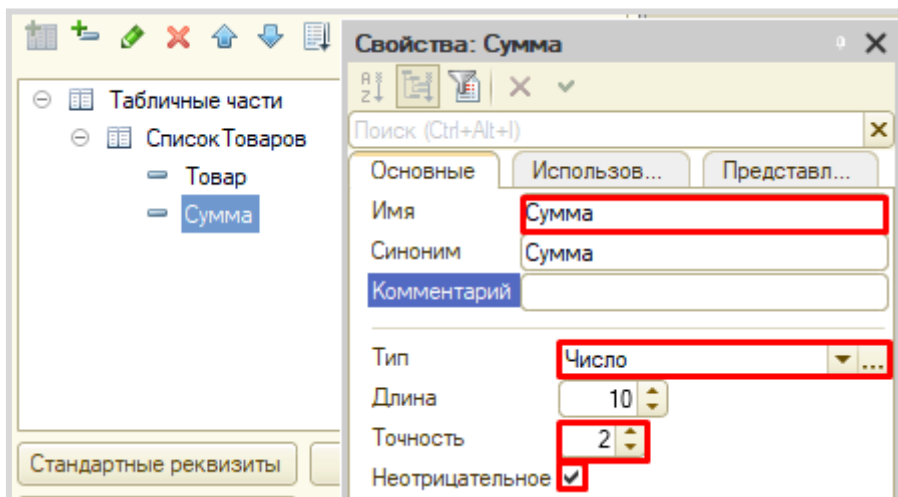 Свойства: Сумма
Поиск (Ctrl+Alt+I)
Основные
Использов...
Представл...
Табличные части
СписокТоваров
Товар
Сумма
Имя
Сумма
Синоним
Сумма
Комментарий
Тип
Число
...
Длина
10
Точность
2
Неотрицательное
Стандартные реквизиты